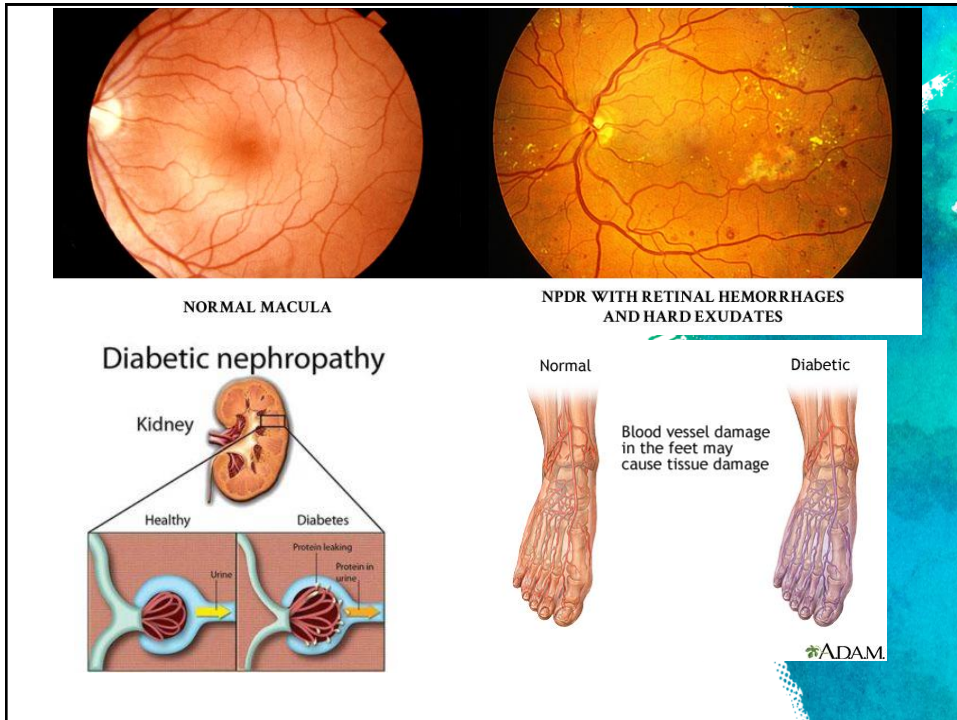 NORMAL MACULA
NPDR WITH RETINAL HEMORRHAGES
AND HARD EXUDATES
Diabetic nephropathy
Kidney
Healthy
Diabetes
Protein leaking
Urine
Protein in
urine
Normal
Diabetic
Blood vessel damage
in the feet may
cause tissue damage
A.D.A.M.